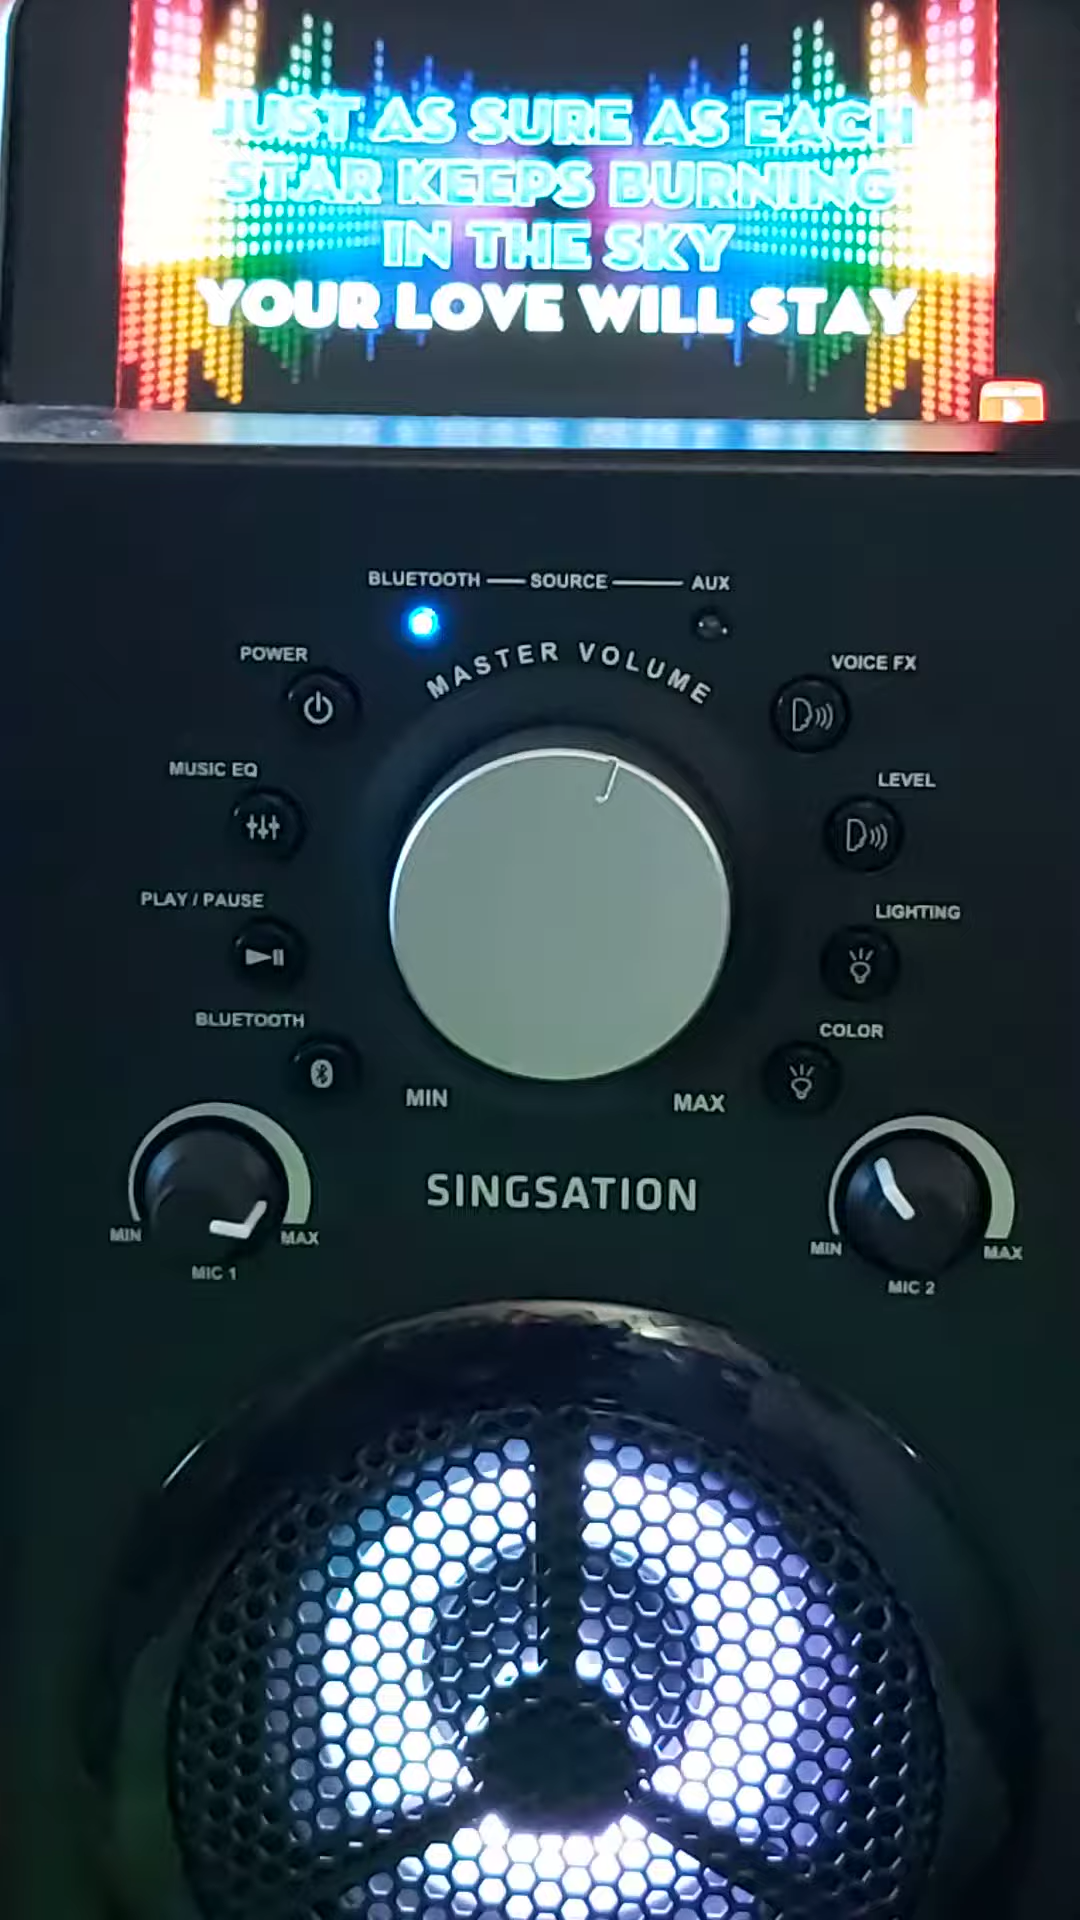 JUST AS SURE AS EACH
STAR KEEPS BURNING
IN THE SKY
YOUR LOVE WILL STAY
BLUETOOTH SOURCE AUX
POWER
MASTER VOLUME
VOICE FX
MUSIC EQ
LEVEL
PLAY / PAUSE
LIGHTING
BLUETOOTH
COLOR
MIN
MAX
SINGSATION
MIN
MAX
MIC 1
MIN
MAX
MIC 2